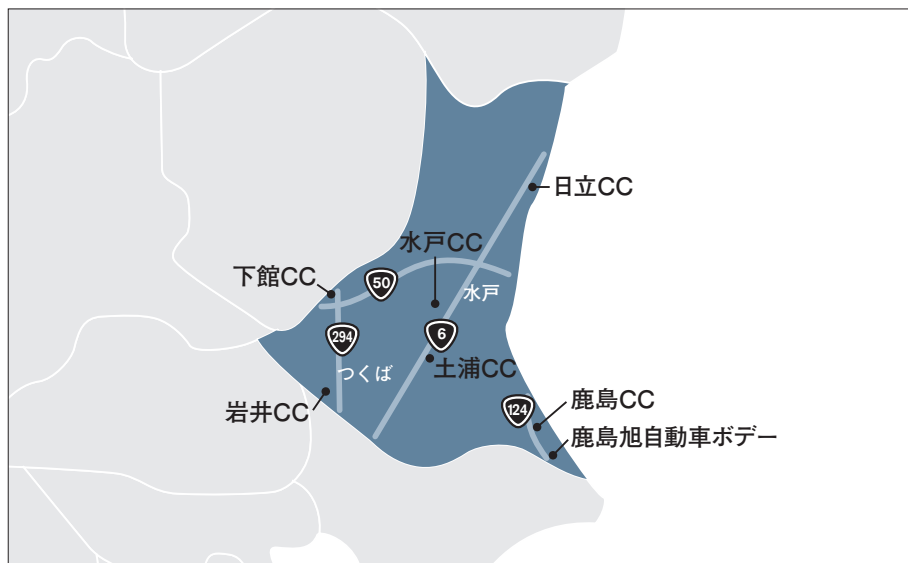 日立CC
水戸CC
下館CC
50
水戸
294
6
つくば
土浦CC
岩井CC
124
鹿島CC
鹿島旭自動車ボデー